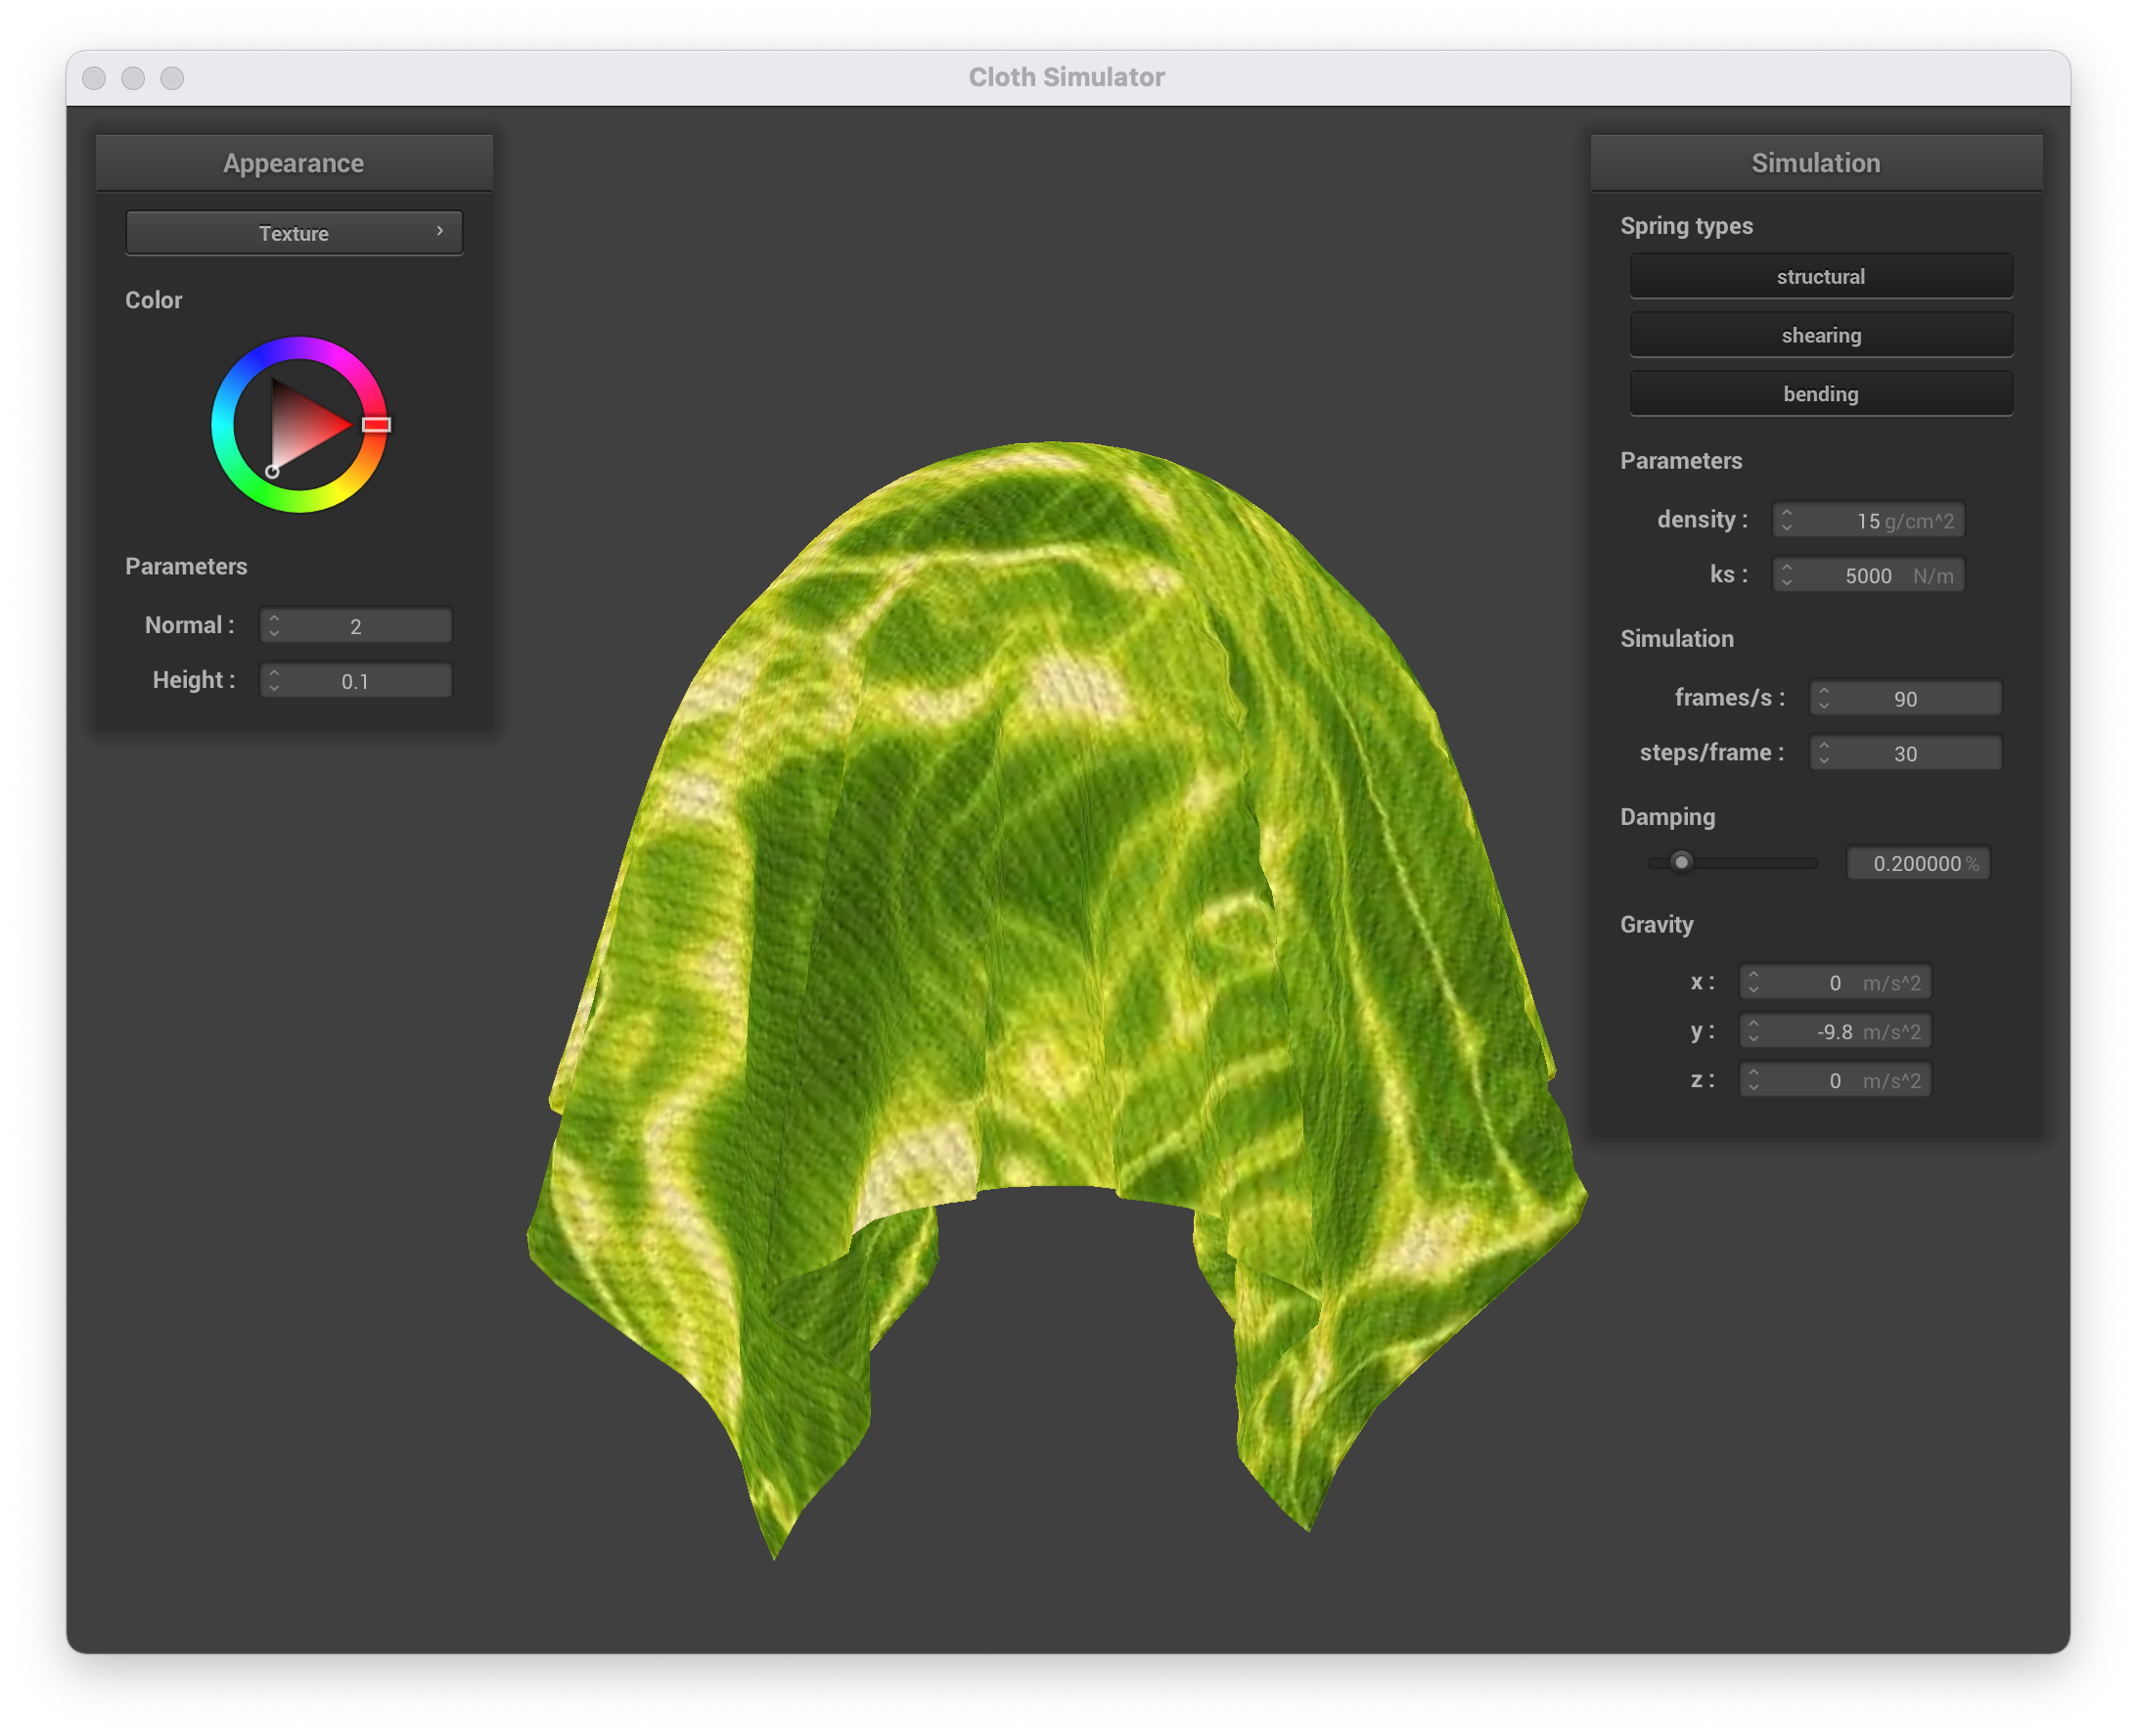 Cloth Simulator
Appearance
Texture
Color
Parameters
Normal : 2
Height : 0.1
Simulation
Spring types
structural
shearing
bending
Parameters
density : 15 g/cm^2
ks : 5000 N/m
Simulation
frames/s : 90
steps/frame : 30
Damping
0.200000 %
Gravity
x : 0 m/s^2
y : -9.8 m/s^2
z : 0 m/s^2